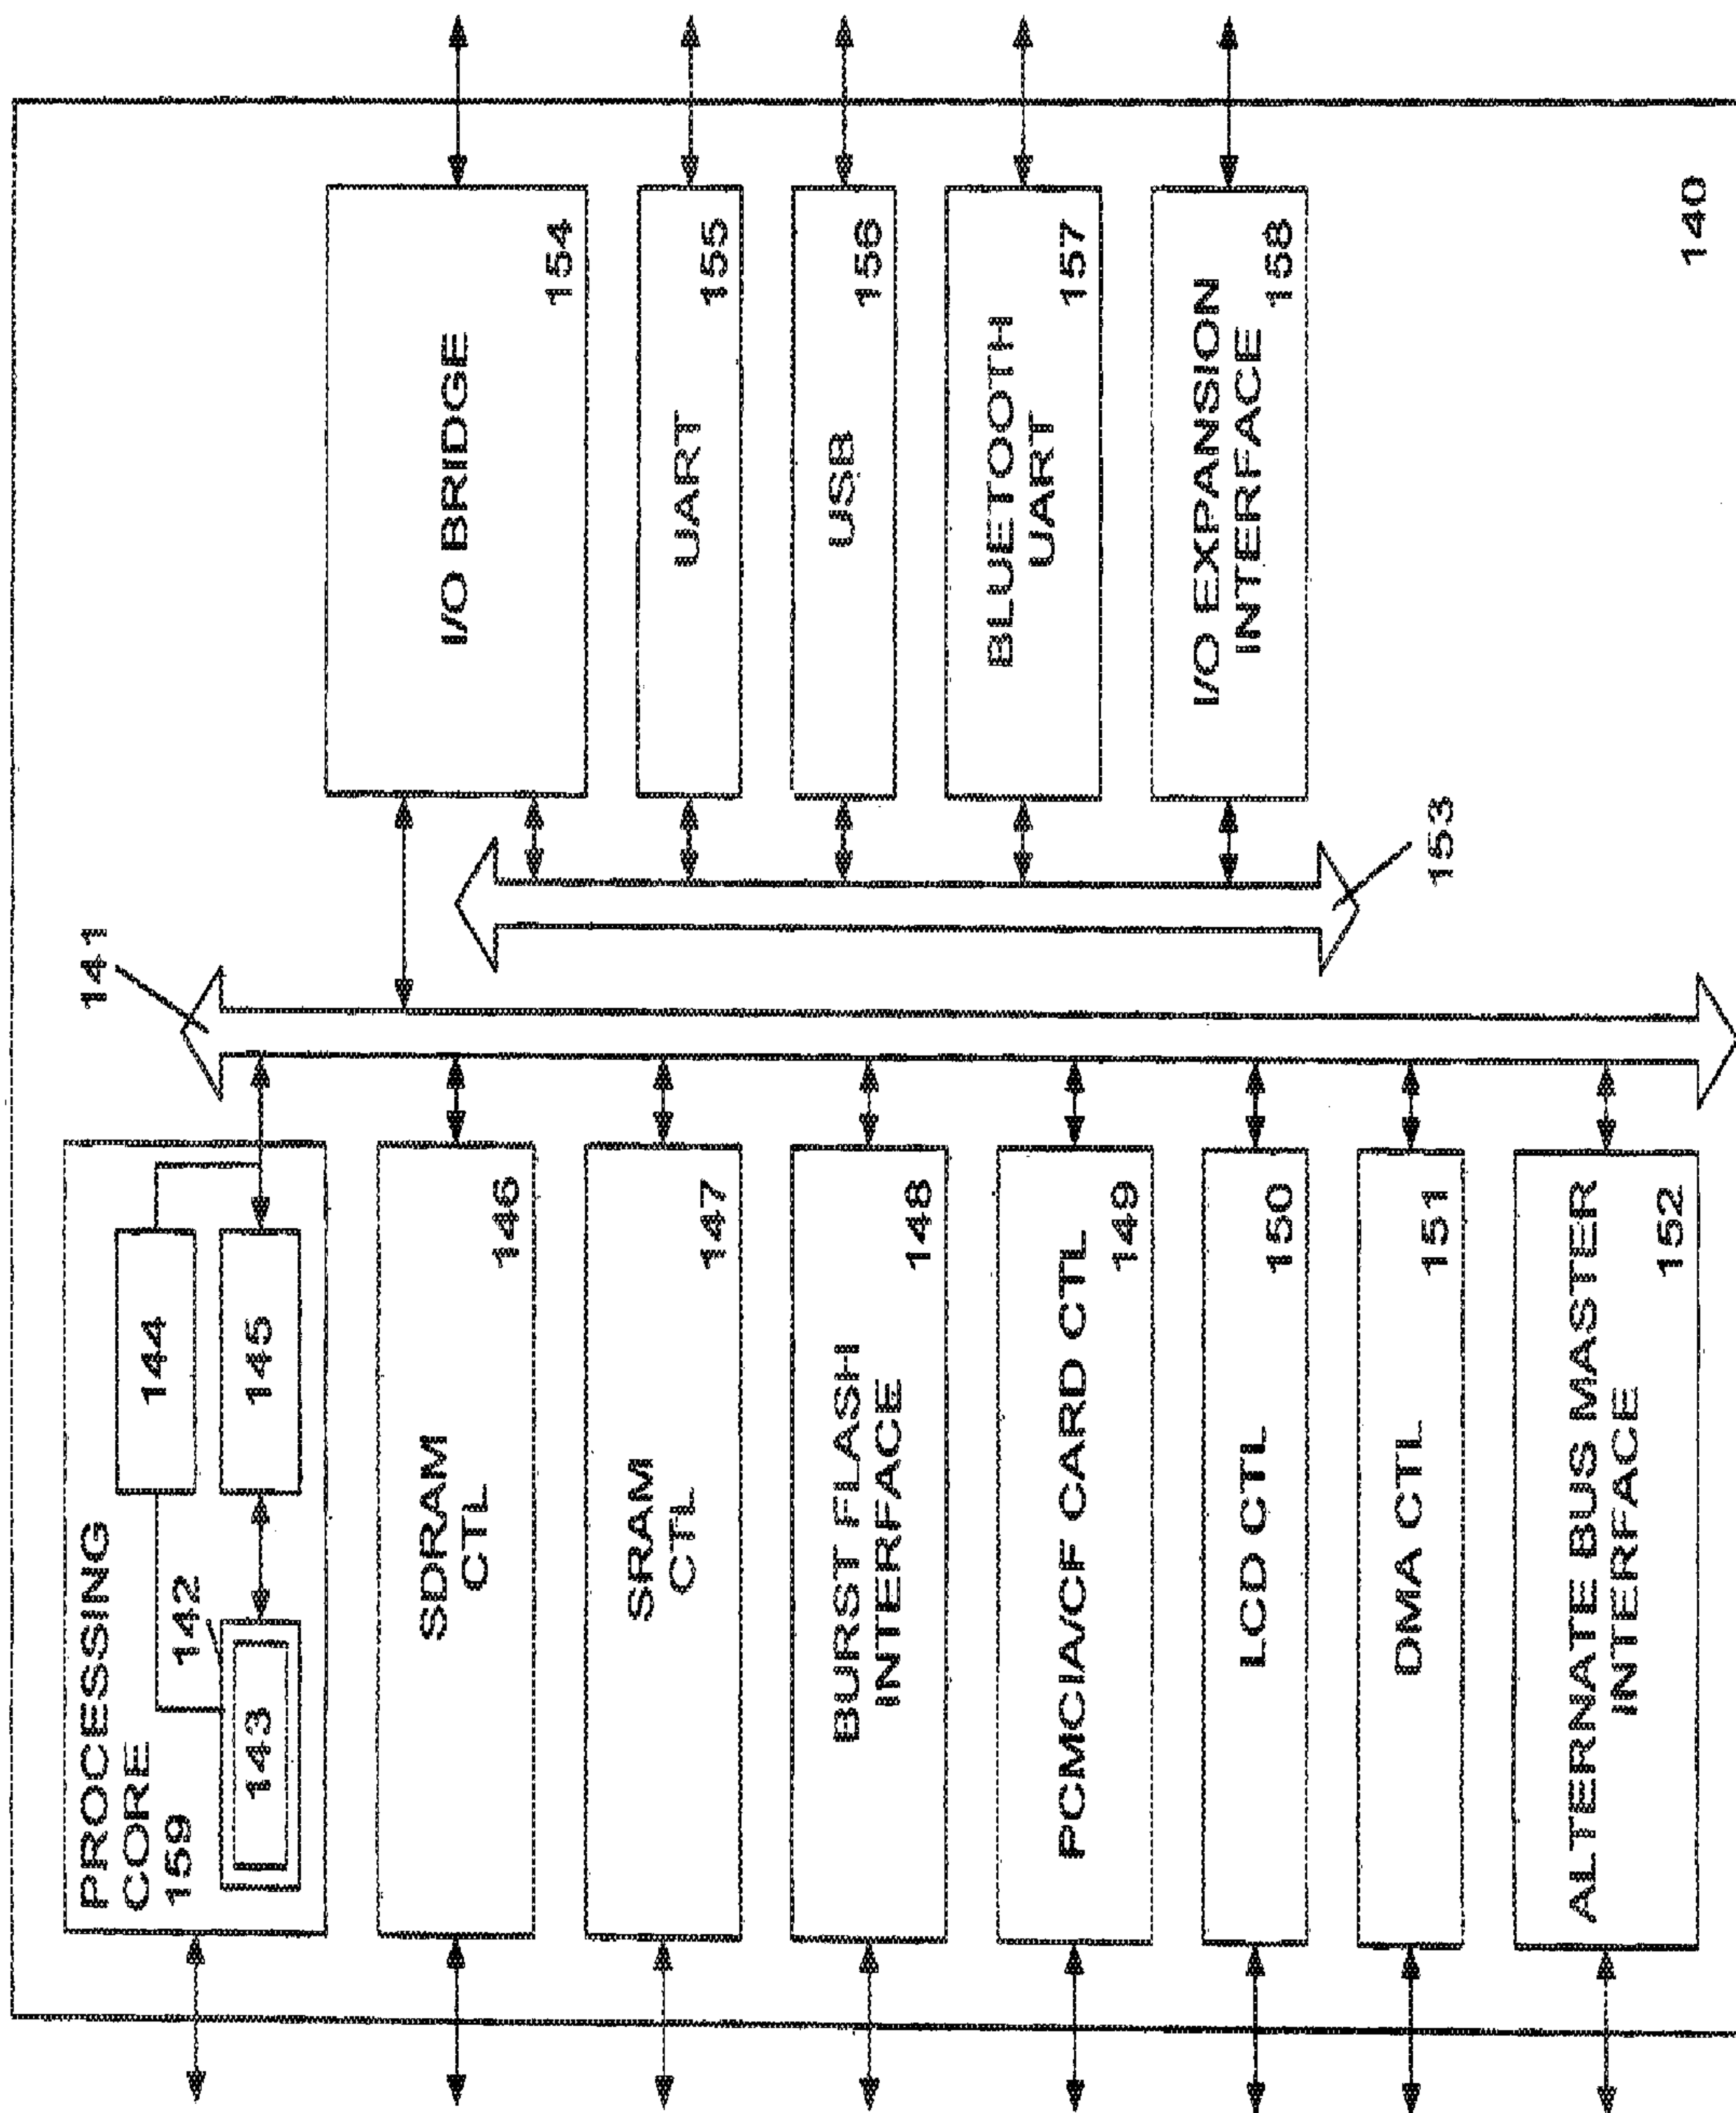 PROCESSING
CORE
159
142
143
144
145
SDRAM
CTL
146
SRAM
CTL
147
BURST FLASH
INTERFACE
148
PCMCIA/CF CARD CTL
149
LCD CTL
150
DMA CTL
151
ALTERNATE BUS MASTER
INTERFACE
152
141
153
I/O BRIDGE
154
UART
155
USB
156
BLUETOOTH
UART
157
I/O EXPANSION
INTERFACE
158
140